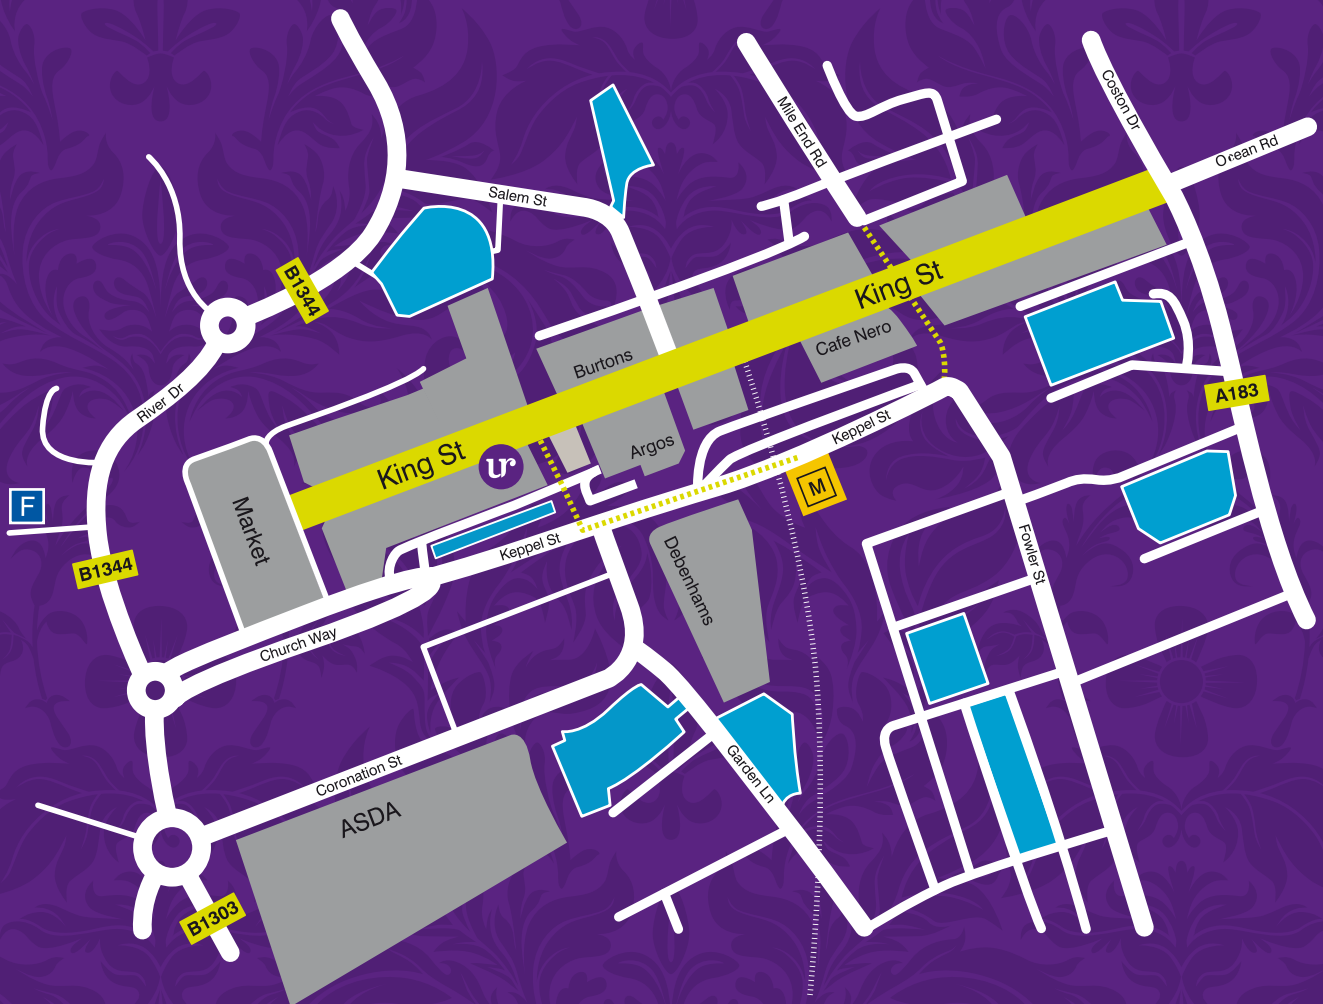 Salem St
Mile End Rd
Coston Dr
Ocean Rd
B1344
King St
Cafe Nero
Burtons
A183
River Dr
Keppel St
King St
ur
Argos
M
F
Market
Keppel St
Debenhams
Fowler St
B1344
Church Way
Coronation St
Garden Ln
ASDA
B1303